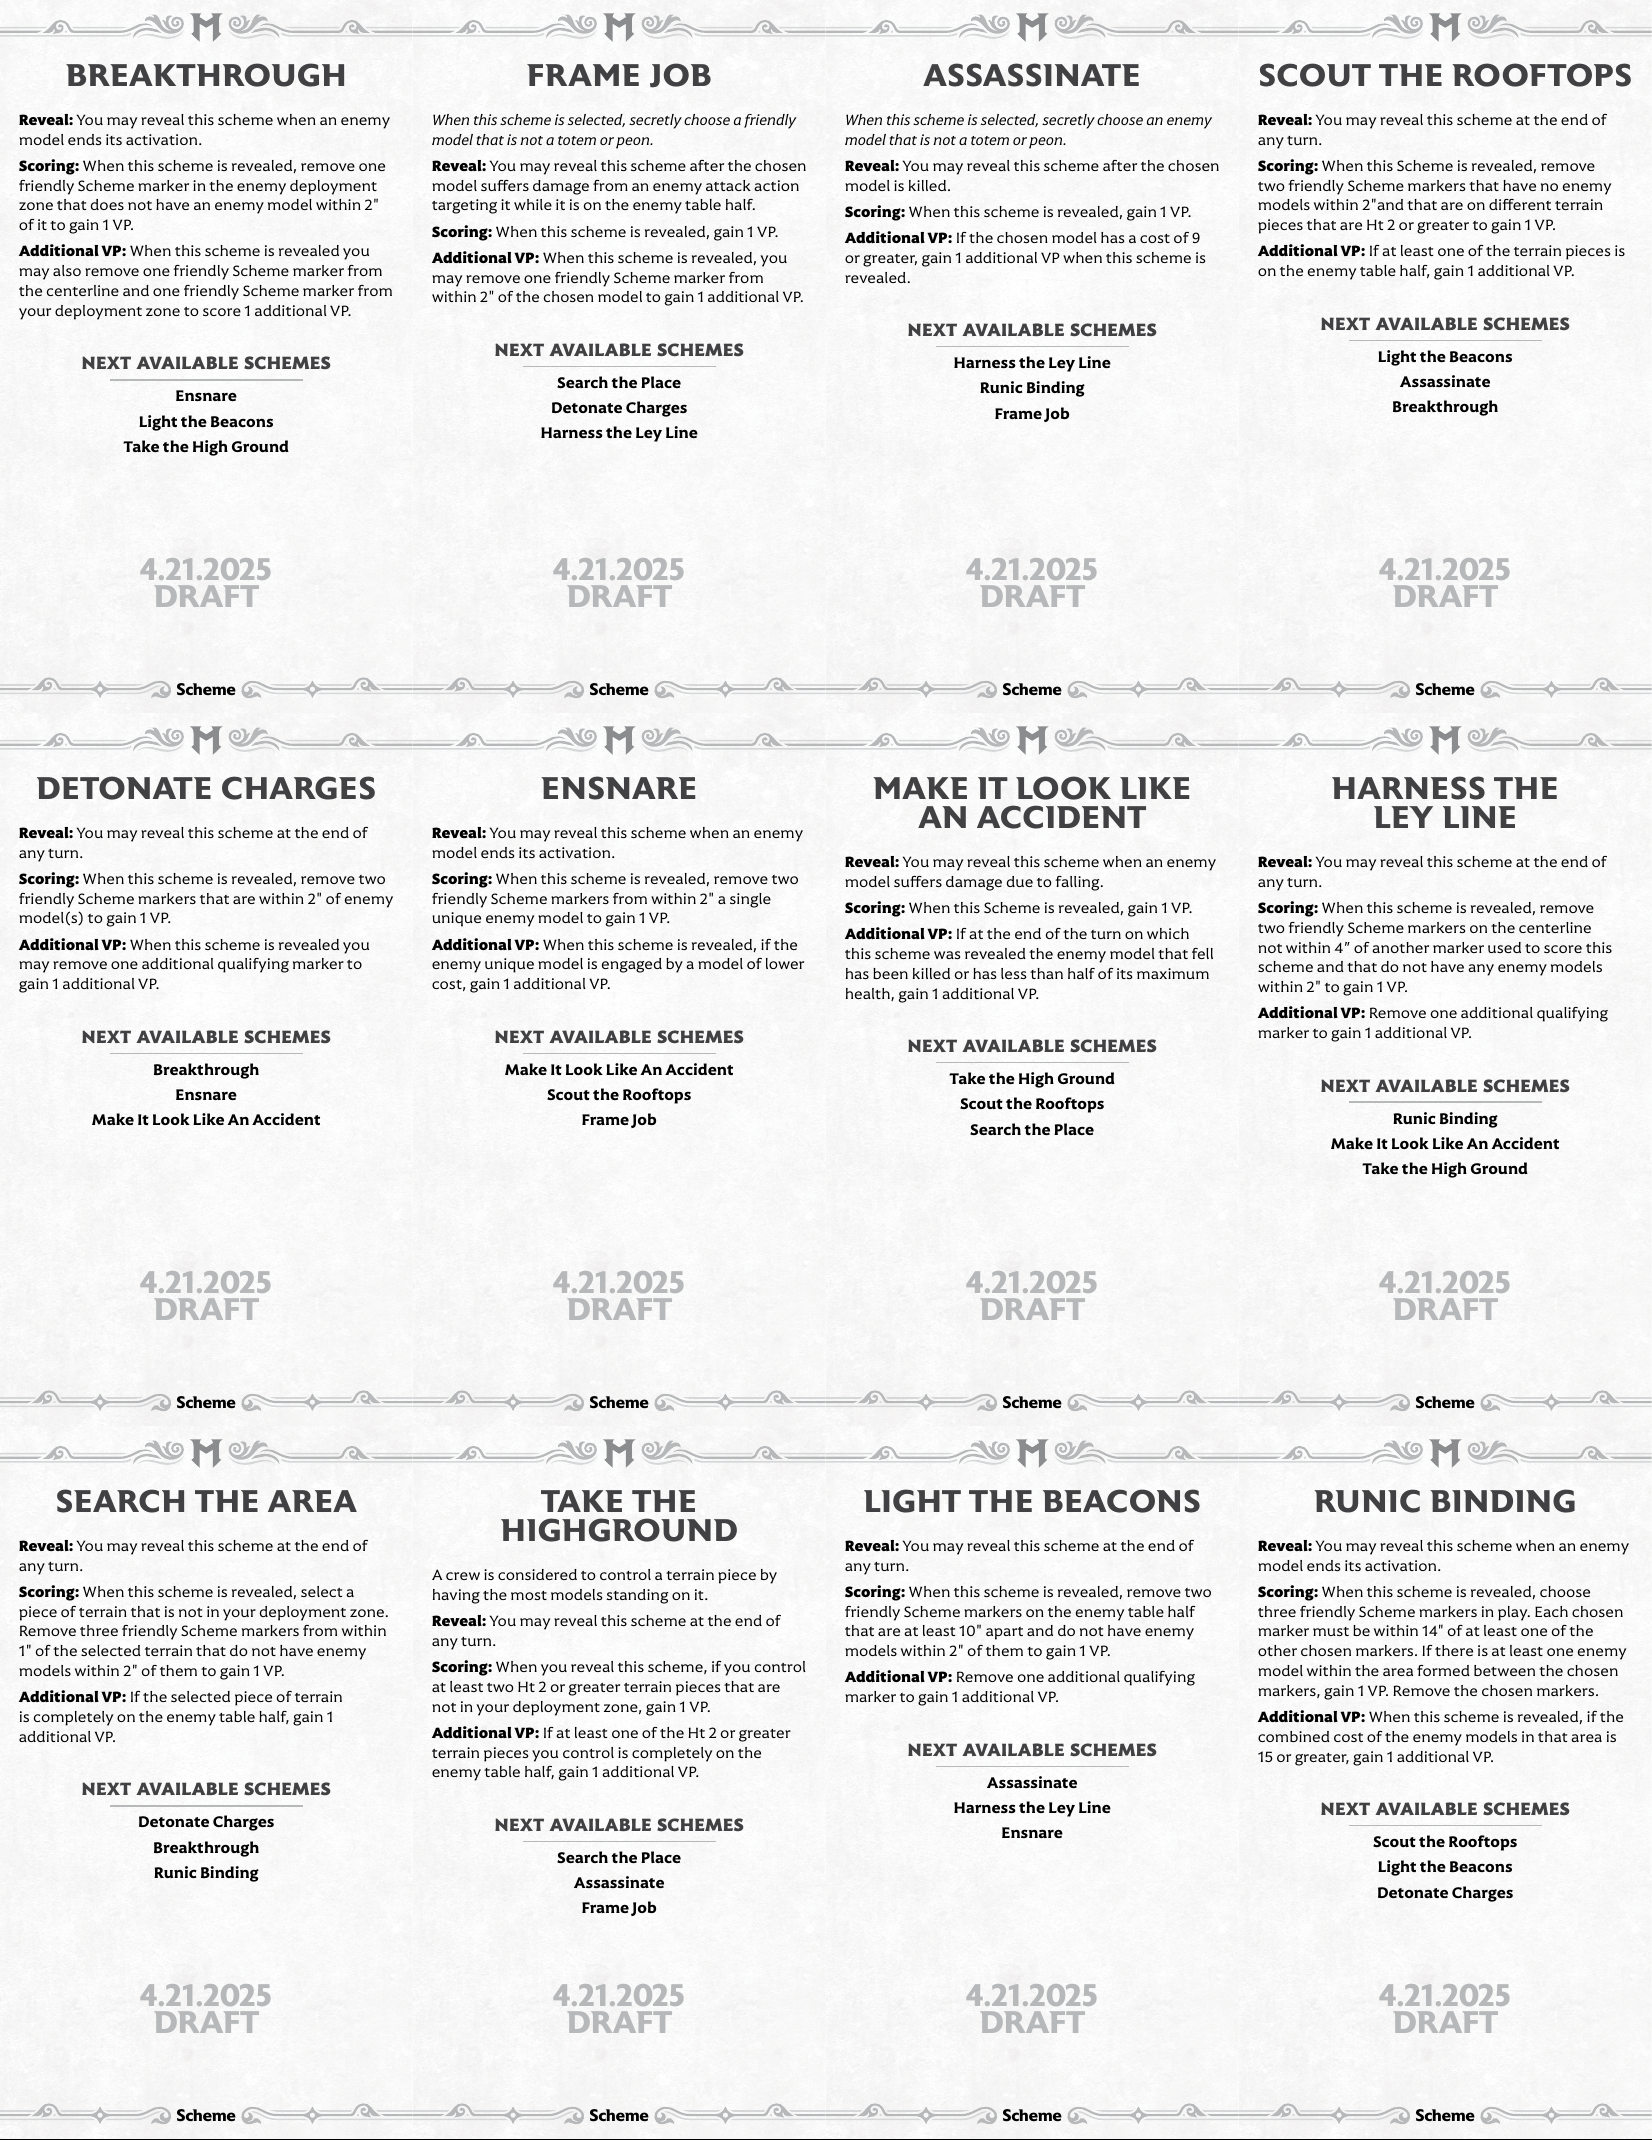 BREAKTHROUGH
Reveal: You may reveal this scheme when an enemy
model ends its activation.
Scoring: When this scheme is revealed, remove one
friendly Scheme marker in the enemy deployment
zone that does not have an enemy model within 2"
of it to gain 1 VP.
Additional VP: When this scheme is revealed you
may also remove one friendly Scheme marker from
the centerline and one friendly Scheme marker from
your deployment zone to score 1 additional VP.
NEXT AVAILABLE SCHEMES
Ensnare
Light the Beacons
Take the High Ground
4.21.2025
DRAFT
Scheme
FRAME JOB
When this scheme is selected, secretly choose a friendly
model that is not a totem or peon.
Reveal: You may reveal this scheme after the chosen
model suffers damage from an enemy attack action
targeting it while it is on the enemy table half.
Scoring: When this scheme is revealed, gain 1 VP.
Additional VP: When this scheme is revealed, you
may remove one friendly Scheme marker from
within 2" of the chosen model to gain 1 additional VP.
NEXT AVAILABLE SCHEMES
Search the Place
Detonate Charges
Harness the Ley Line
4.21.2025
DRAFT
Scheme
ASSASSINATE
When this scheme is selected, secretly choose an enemy
model that is not a totem or peon.
Reveal: You may reveal this scheme after the chosen
model is killed.
Scoring: When this scheme is revealed, gain 1 VP.
Additional VP: If the chosen model has a cost of 9
or greater, gain 1 additional VP when this scheme is
revealed.
NEXT AVAILABLE SCHEMES
Harness the Ley Line
Runic Binding
Frame Job
4.21.2025
DRAFT
Scheme
SCOUT THE ROOFTOPS
Reveal: You may reveal this scheme at the end of
any turn.
Scoring: When this Scheme is revealed, remove
two friendly Scheme markers that have no enemy
models within 2"and that are on different terrain
pieces that are Ht 2 or greater to gain 1 VP.
Additional VP: If at least one of the terrain pieces is
on the enemy table half, gain 1 additional VP.
NEXT AVAILABLE SCHEMES
Light the Beacons
Assassinate
Breakthrough
4.21.2025
DRAFT
Scheme
DETONATE CHARGES
Reveal: You may reveal this scheme at the end of
any turn.
Scoring: When this scheme is revealed, remove two
friendly Scheme markers that are within 2" of enemy
model(s) to gain 1 VP.
Additional VP: When this scheme is revealed you
may remove one additional qualifying marker to
gain 1 additional VP.
NEXT AVAILABLE SCHEMES
Breakthrough
Ensnare
Make It Look Like An Accident
4.21.2025
DRAFT
Scheme
ENSNARE
Reveal: You may reveal this scheme when an enemy
model ends its activation.
Scoring: When this scheme is revealed, remove two
friendly Scheme markers from within 2" a single
unique enemy model to gain 1 VP.
Additional VP: When this scheme is revealed, if the
enemy unique model is engaged by a model of lower
cost, gain 1 additional VP.
NEXT AVAILABLE SCHEMES
Make It Look Like An Accident
Scout the Rooftops
Frame Job
4.21.2025
DRAFT
Scheme
MAKE IT LOOK LIKE
AN ACCIDENT
Reveal: You may reveal this scheme when an enemy
model suffers damage due to falling.
Scoring: When this Scheme is revealed, gain 1 VP.
Additional VP: If at the end of the turn on which
this scheme was revealed the enemy model that fell
has been killed or has less than half of its maximum
health, gain 1 additional VP.
NEXT AVAILABLE SCHEMES
Take the High Ground
Scout the Rooftops
Search the Place
4.21.2025
DRAFT
Scheme
HARNESS THE
LEY LINE
Reveal: You may reveal this scheme at the end of
any turn.
Scoring: When this scheme is revealed, remove
two friendly Scheme markers on the centerline
not within 4” of another marker used to score this
scheme and that do not have any enemy models
within 2" to gain 1 VP.
Additional VP: Remove one additional qualifying
marker to gain 1 additional VP.
NEXT AVAILABLE SCHEMES
Runic Binding
Make It Look Like An Accident
Take the High Ground
4.21.2025
DRAFT
Scheme
SEARCH THE AREA
Reveal: You may reveal this scheme at the end of
any turn.
Scoring: When this scheme is revealed, select a
piece of terrain that is not in your deployment zone.
Remove three friendly Scheme markers from within
1" of the selected terrain that do not have enemy
models within 2" of them to gain 1 VP.
Additional VP: If the selected piece of terrain
is completely on the enemy table half, gain 1
additional VP.
NEXT AVAILABLE SCHEMES
Detonate Charges
Breakthrough
Runic Binding
4.21.2025
DRAFT
Scheme
TAKE THE
HIGHGROUND
A crew is considered to control a terrain piece by
having the most models standing on it.
Reveal: You may reveal this scheme at the end of
any turn.
Scoring: When you reveal this scheme, if you control
at least two Ht 2 or greater terrain pieces that are
not in your deployment zone, gain 1 VP.
Additional VP: If at least one of the Ht 2 or greater
terrain pieces you control is completely on the
enemy table half, gain 1 additional VP.
NEXT AVAILABLE SCHEMES
Search the Place
Assassinate
Frame Job
4.21.2025
DRAFT
Scheme
LIGHT THE BEACONS
Reveal: You may reveal this scheme at the end of
any turn.
Scoring: When this scheme is revealed, remove two
friendly Scheme markers on the enemy table half
that are at least 10" apart and do not have enemy
models within 2" of them to gain 1 VP.
Additional VP: Remove one additional qualifying
marker to gain 1 additional VP.
NEXT AVAILABLE SCHEMES
Assassinate
Harness the Ley Line
Ensnare
4.21.2025
DRAFT
Scheme
RUNIC BINDING
Reveal: You may reveal this scheme when an enemy
model ends its activation.
Scoring: When this scheme is revealed, choose
three friendly Scheme markers in play. Each chosen
marker must be within 14" of at least one of the
other chosen markers. If there is at least one enemy
model within the area formed between the chosen
markers, gain 1 VP. Remove the chosen markers.
Additional VP: When this scheme is revealed, if the
combined cost of the enemy models in that area is
15 or greater, gain 1 additional VP.
NEXT AVAILABLE SCHEMES
Scout the Rooftops
Light the Beacons
Detonate Charges
4.21.2025
DRAFT
Scheme